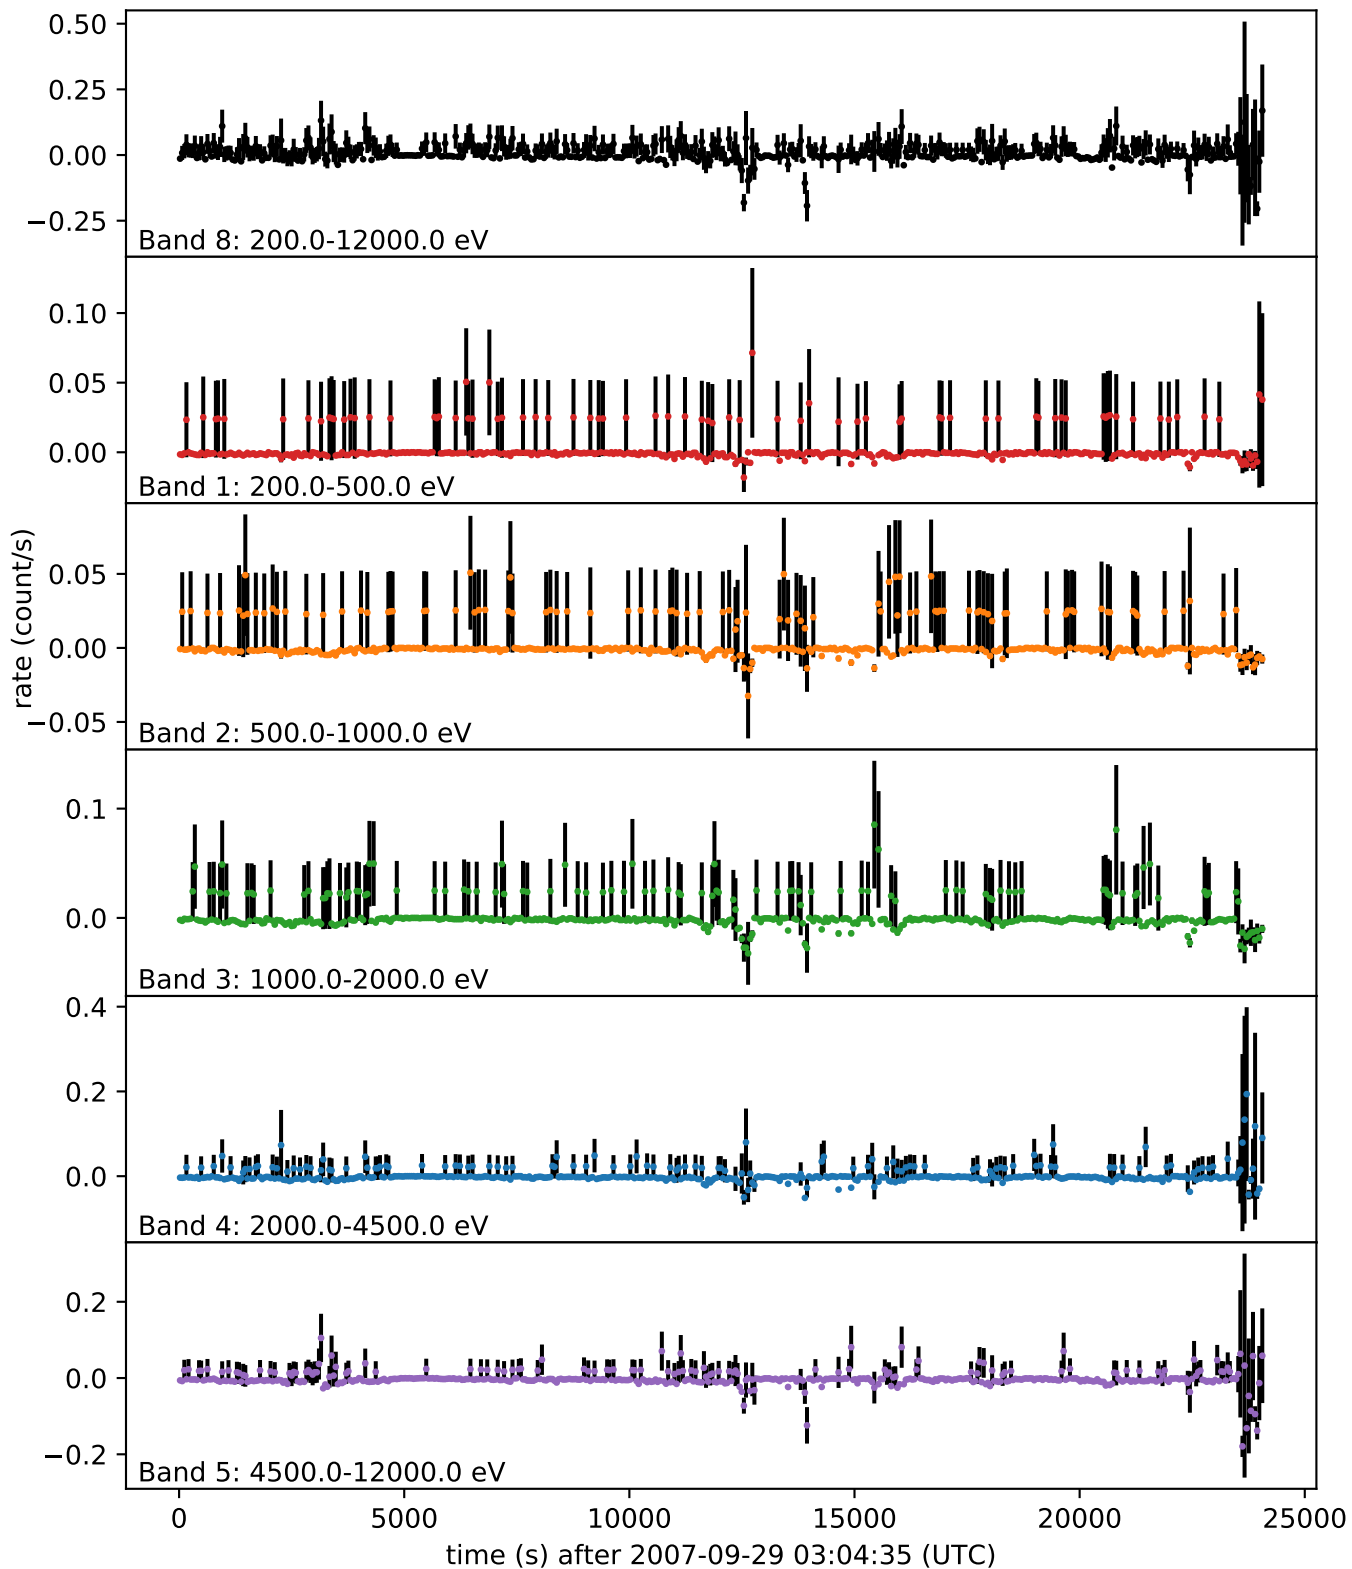 0.50
0.25
0.00
−0.25
Band 8: 200.0-12000.0 eV
0.10
0.05
0.00
Band 1: 200.0-500.0 eV
rate (count/s)
0.05
0.00
−0.05
Band 2: 500.0-1000.0 eV
0.1
0.0
Band 3: 1000.0-2000.0 eV
0.4
0.2
0.0
Band 4: 2000.0-4500.0 eV
0.2
0.0
−0.2
Band 5: 4500.0-12000.0 eV
0 5000 10000 15000 20000 25000
time (s) after 2007-09-29 03:04:35 (UTC)